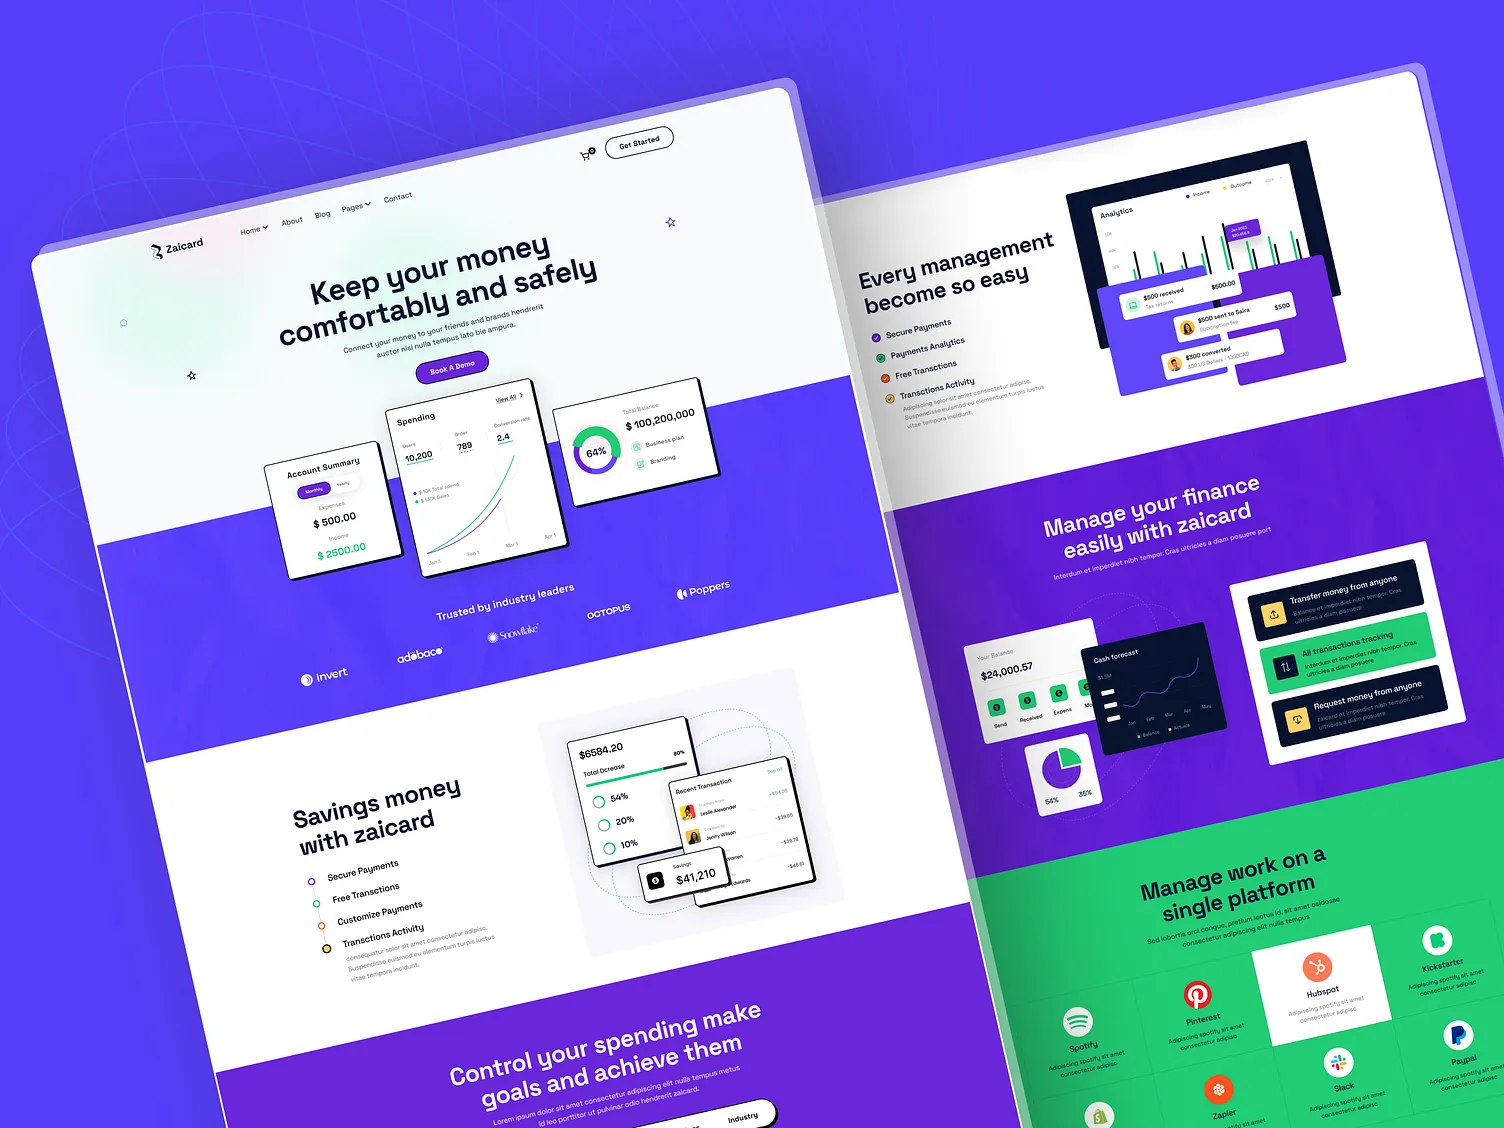 Zaicard
Home
About
Blog
Pages
Contact
0
Get Started
Keep your money
comfortably and safely
Connect your money to your friends and brands hendrerit
auctor nisi nulla tempus lato ble ampura.
Book A Demo
Account Summary
Monthly
Yearly
Expenses
$ 500.00
Income
$ 2500.00
Spending
View All
Users
10,200
Order
789
Conversion rate
2.4
$ 10K Total spend
$ 140K Sales
Jan 1
Feb 1
Mar 1
Apr 1
64%
Total Balance
$ 100,200,000
Business plan
Branding
Trusted by industry leaders
Invert
adöbaco
Snowflake
OCTOPUS
Poppers
Savings money
with zaicard
Secure Payments
Free Transctions
Customize Payments
Transctions Activity
consequatur solor sit amet consectetur adipisc.
Suspendisse euismod eu elementum turpis luctus
vitae tempora incidunt.
$6584.20
Total Dcrease
80%
54%
20%
10%
Recent Transaction
See all
Leslie Alexander
+$54.06
Jenny Wilson
-$39.65
Warren
-$29.76
Edwards
-$46.51
Savings
$41,210
Control your spending make
goals and achieve them
Lorem ipsum dolor sit amet consectetur adipiscing elit nulla tempus metus
id leo porttitor ut pulvinar odio hendrerit zaicard.
Industry
Every management
become so easy
Secure Payments
Payments Analytics
Free Transctions
Transctions Activity
Adipiscing solor sit amet consectetur adipisc.
Suspendisse euismod eu elementum turpis luctus
vitae tempora incidunt.
Analytics
Income
Outcome
$500 received
Tax returns
$500.00
$500 sent to Saira
Subscription fee
$500
$300 converted
300 US Dollars - 1000CAD
Manage your finance
easily with zaicard
Interdum et imperdiet nibh tempor. Cras ultricies a diam posuere port
Your Balance
$24,000.57
Send
Received
Expens
Mo
Cash forecast
$1.5M
Jan
Feb
Mar
Apr
May
Balance
Actuals
54%
35%
Transfer money from anyone
Balance et imperdiet nibh tempor. Cras
ultricies a diam posuere
All transactions tracking
Interdum et imperdiet nibh tempor. Cras
ultricies a diam posuere
Request money from anyone
zaicard et imperdiet nibh tempor. Cras
ultricies a diam posuere
Manage work on a
single platform
Sed lobortis orci congue, pretium lectus id, sit amet osidosae
consectetur adipiscing elit nulla tempus
Spotify
Adipiscing spotify sit amet
consectetur adipisc
Pinterest
Adipiscing spotify sit amet
consectetur adipisc
Hubspot
Adipiscing spotify sit amet
consectetur adipisc
Kickstarter
Adipiscing spotify sit amet
consectetur adipisc
Zapier
spotify sit amet
Slack
Adipiscing spotify sit amet
consectetur adipisc
Paypal
Adipiscing spotify sit am
consectetur adipisc